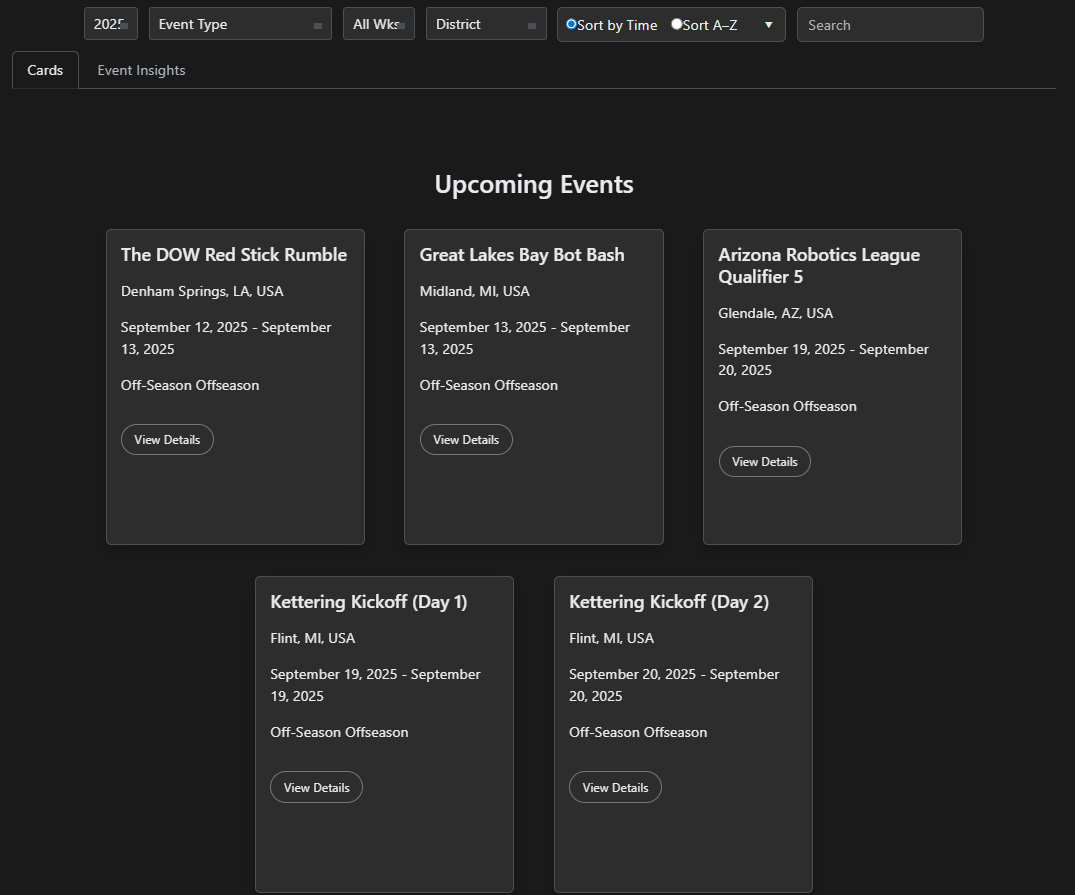 2025 Event Type All Wks District Sort by Time Sort A–Z ▼ Search
Cards Event Insights
Upcoming Events
The DOW Red Stick Rumble
Denham Springs, LA, USA
September 12, 2025 - September
13, 2025
Off-Season Offseason
View Details
Great Lakes Bay Bot Bash
Midland, MI, USA
September 13, 2025 - September
13, 2025
Off-Season Offseason
View Details
Arizona Robotics League
Qualifier 5
Glendale, AZ, USA
September 19, 2025 - September
20, 2025
Off-Season Offseason
View Details
Kettering Kickoff (Day 1)
Flint, MI, USA
September 19, 2025 - September
19, 2025
Off-Season Offseason
View Details
Kettering Kickoff (Day 2)
Flint, MI, USA
September 20, 2025 - September
20, 2025
Off-Season Offseason
View Details